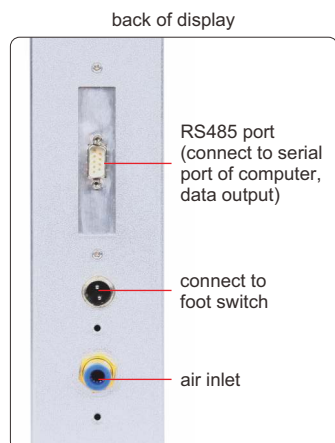 back of display
RS485 port
(connect to serial
port of computer,
data output)
connect to
foot switch
air inlet